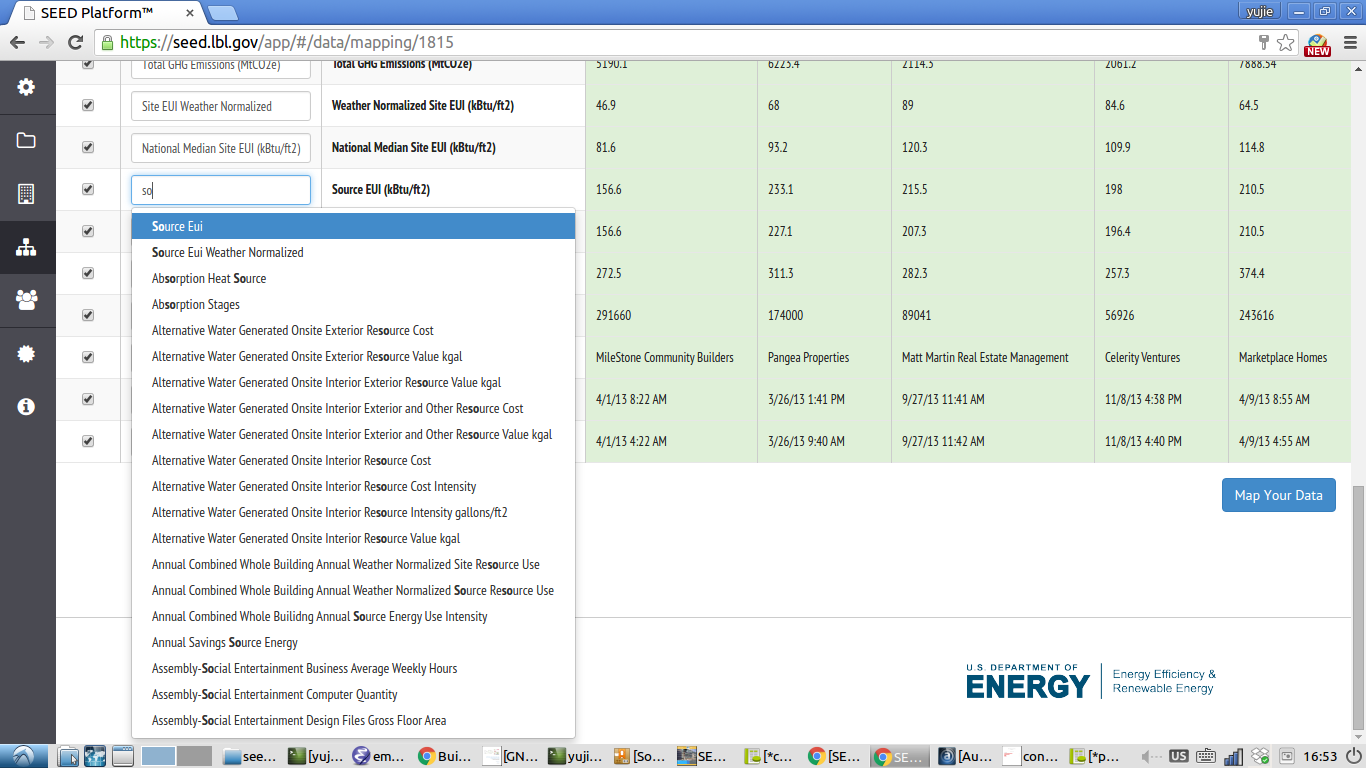 SEED Platform™
yujie
https://seed.lbl.gov/app/#/data/mapping/1815
NEW
Total GHG Emissions (MtCO2e) Total GHG Emissions (MtCO2e) 5190.1 6223.4 2114.3 2061.2 7888.54
Site EUI Weather Normalized Weather Normalized Site EUI (kBtu/ft2) 46.9 68 89 84.6 64.5
National Median Site EUI (kBtu/ft2) National Median Site EUI (kBtu/ft2) 81.6 93.2 120.3 109.9 114.8
so Source EUI (kBtu/ft2) 156.6 233.1 215.5 198 210.5
156.6 227.1 207.3 196.4 210.5
272.5 311.3 282.3 257.3 374.4
291660 174000 89041 56926 243616
MileStone Community Builders Pangea Properties Matt Martin Real Estate Management Celerity Ventures Marketplace Homes
4/1/13 8:22 AM 3/26/13 1:41 PM 9/27/13 11:41 AM 11/8/13 4:38 PM 4/9/13 8:55 AM
4/1/13 4:22 AM 3/26/13 9:40 AM 9/27/13 11:42 AM 11/8/13 4:40 PM 4/9/13 4:55 AM
Source Eui
Source Eui Weather Normalized
Absorption Heat Source
Absorption Stages
Alternative Water Generated Onsite Exterior Resource Cost
Alternative Water Generated Onsite Exterior Resource Value kgal
Alternative Water Generated Onsite Interior Exterior Resource Value kgal
Alternative Water Generated Onsite Interior Exterior and Other Resource Cost
Alternative Water Generated Onsite Interior Exterior and Other Resource Value kgal
Alternative Water Generated Onsite Interior Resource Cost
Alternative Water Generated Onsite Interior Resource Cost Intensity
Alternative Water Generated Onsite Interior Resource Intensity gallons/ft2
Alternative Water Generated Onsite Interior Resource Value kgal
Annual Combined Whole Building Annual Weather Normalized Site Resource Use
Annual Combined Whole Building Annual Weather Normalized Source Resource Use
Annual Combined Whole Builidng Annual Source Energy Use Intensity
Annual Savings Source Energy
Assembly-Social Entertainment Business Average Weekly Hours
Assembly-Social Entertainment Computer Quantity
Assembly-Social Entertainment Design Files Gross Floor Area
Map Your Data
U.S. DEPARTMENT OF
ENERGY
Energy Efficiency &
Renewable Energy
see... [yuj... em... Bui... [GN... yuji... [So... SE... [*c... [SE... SE... [Au... con... [*p... US 16:53